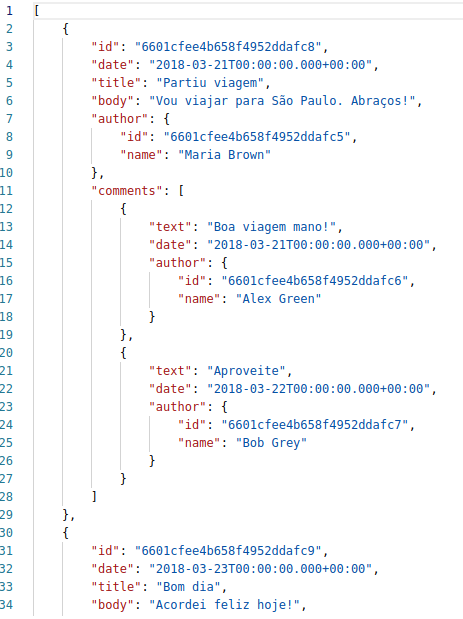 1 [
2 {
3 "id": "6601cfee4b658f4952ddafc8",
4 "date": "2018-03-21T00:00:00.000+00:00",
5 "title": "Partiu viagem",
6 "body": "Vou viajar para São Paulo. Abraços!",
7 "author": {
8 "id": "6601cfee4b658f4952ddafc5",
9 "name": "Maria Brown"
10 },
11 "comments": [
12 {
13 "text": "Boa viagem mano!",
14 "date": "2018-03-21T00:00:00.000+00:00",
15 "author": {
16 "id": "6601cfee4b658f4952ddafc6",
17 "name": "Alex Green"
18 }
19 },
20 {
21 "text": "Aproveite",
22 "date": "2018-03-22T00:00:00.000+00:00",
23 "author": {
24 "id": "6601cfee4b658f4952ddafc7",
25 "name": "Bob Grey"
26 }
27 }
28 ]
29 },
30 {
31 "id": "6601cfee4b658f4952ddafc9",
32 "date": "2018-03-23T00:00:00.000+00:00",
33 "title": "Bom dia",
34 "body": "Acordei feliz hoje!",